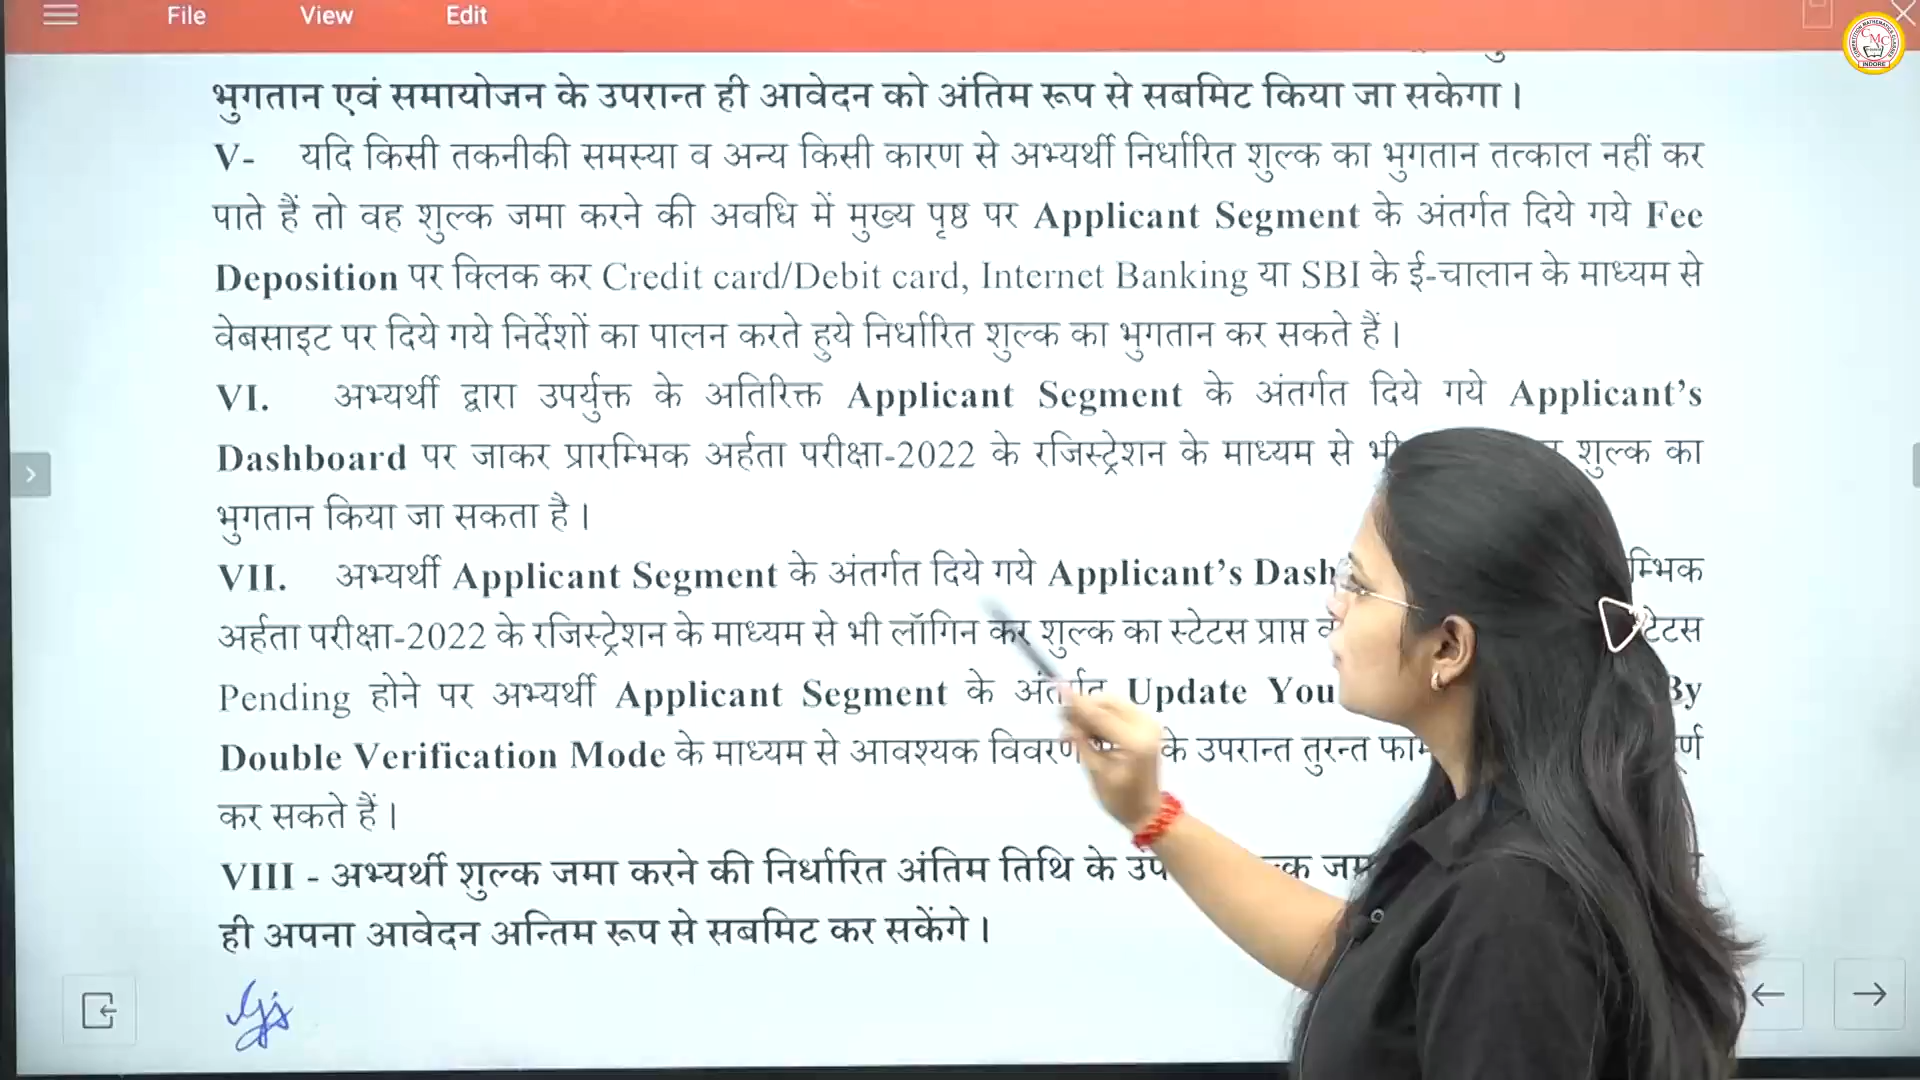 File View Edit
CMC
INDORE
भुगतान एवं समायोजन के उपरान्त ही आवेदन को अंतिम रूप से सबमिट किया जा सकेगा।
V- यदि किसी तकनीकी समस्या व अन्य किसी कारण से अभ्यर्थी निर्धारित शुल्क का भुगतान तत्काल नहीं कर
पाते हैं तो वह शुल्क जमा करने की अवधि में मुख्य पृष्ठ पर Applicant Segment के अंतर्गत दिये गये Fee
Deposition पर क्लिक कर Credit card/Debit card, Internet Banking या SBI के ई-चालान के माध्यम से
वेबसाइट पर दिये गये निर्देशों का पालन करते हुये निर्धारित शुल्क का भुगतान कर सकते हैं।
VI. अभ्यर्थी द्वारा उपर्युक्त के अतिरिक्त Applicant Segment के अंतर्गत दिये गये Applicant’s
Dashboard पर जाकर प्रारम्भिक अर्हता परीक्षा-2022 के रजिस्ट्रेशन के माध्यम से भी शुल्क का
भुगतान किया जा सकता है।
VII. अभ्यर्थी Applicant Segment के अंतर्गत दिये गये Applicant’s Dash म्भिक
अर्हता परीक्षा-2022 के रजिस्ट्रेशन के माध्यम से भी लॉगिन कर शुल्क का स्टेटस प्राप्त टेटस
Pending होने पर अभ्यर्थी Applicant Segment के अंतर्गत Update You By
Double Verification Mode के माध्यम से आवश्यक विवरण के उपरान्त तुरन्त फार्म
कर सकते हैं।
VIII - अभ्यर्थी शुल्क जमा करने की निर्धारित अंतिम तिथि के
ही अपना आवेदन अन्तिम रूप से सबमिट कर सकेंगे।